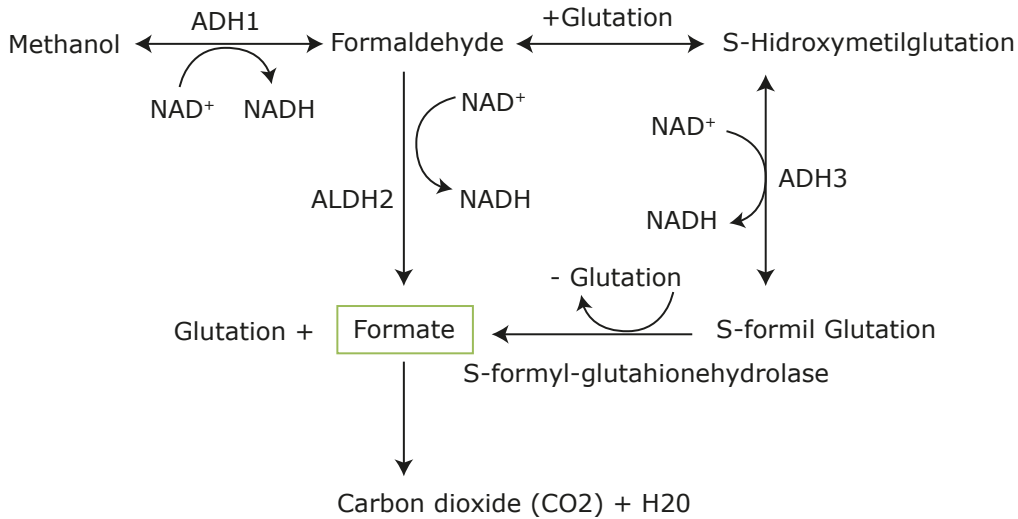 ADH1
+Glutation
Methanol
Formaldehyde
S-Hidroxymetilglutation
NAD⁺
NADH
NAD⁺
NAD⁺
ALDH2
NADH
ADH3
NADH
- Glutation
Glutation +
Formate
S-formil Glutation
S-formyl-glutahionehydrolase
Carbon dioxide (CO2) + H20